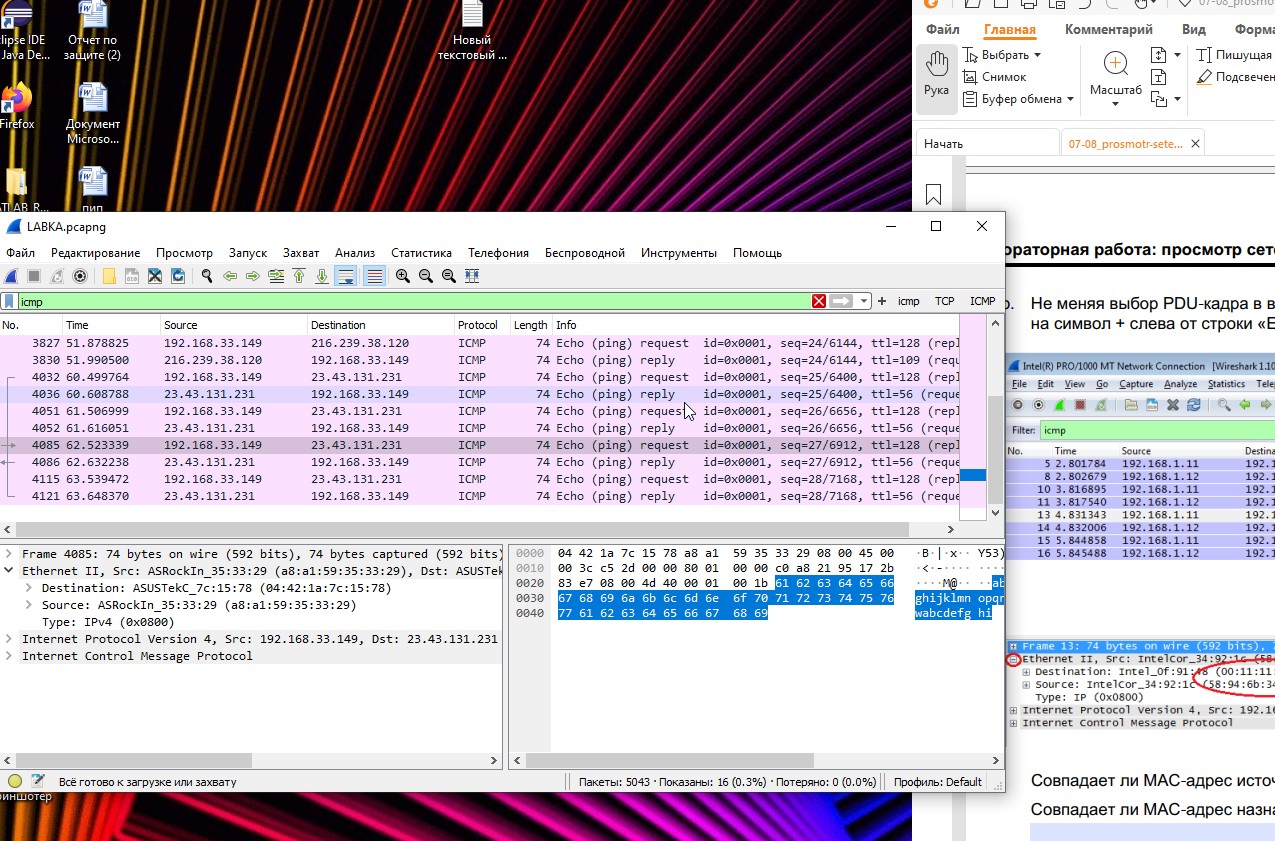 clipse IDE
Java De...
Отчет по
защите (2)
Новый
текстовый ...
Firefox
Документ
Microso...
пип
07-08_prosmot
Файл Главная Комментарий Вид Форма
Рука
Выбрать
Снимок
Буфер обмена
Масштаб
Пишущая
Подсвечен
Начать
07-08_prosmotr-sete...
LABKA.pcapng
Файл Редактирование Просмотр Запуск Захват Анализ Статистика Телефония Беспроводной Инструменты Помощь
icmp
icmp TCP ICMP
No. Time Source Destination Protocol Length Info
3827 51.878825 192.168.33.149 216.239.38.120 ICMP 74 Echo (ping) request id=0x0001, seq=24/6144, ttl=128 (repl
3830 51.990500 216.239.38.120 192.168.33.149 ICMP 74 Echo (ping) reply id=0x0001, seq=24/6144, ttl=109 (requ
4032 60.499764 192.168.33.149 23.43.131.231 ICMP 74 Echo (ping) request id=0x0001, seq=25/6400, ttl=128 (repl
4036 60.608788 23.43.131.231 192.168.33.149 ICMP 74 Echo (ping) reply id=0x0001, seq=25/6400, ttl=56 (reque
4051 61.506999 192.168.33.149 23.43.131.231 ICMP 74 Echo (ping) request id=0x0001, seq=26/6656, ttl=128 (repl
4052 61.616051 23.43.131.231 192.168.33.149 ICMP 74 Echo (ping) reply id=0x0001, seq=26/6656, ttl=56 (reque
4085 62.523339 192.168.33.149 23.43.131.231 ICMP 74 Echo (ping) request id=0x0001, seq=27/6912, ttl=128 (repl
4086 62.632238 23.43.131.231 192.168.33.149 ICMP 74 Echo (ping) reply id=0x0001, seq=27/6912, ttl=56 (reque
4115 63.539472 192.168.33.149 23.43.131.231 ICMP 74 Echo (ping) request id=0x0001, seq=28/7168, ttl=128 (repl
4121 63.648370 23.43.131.231 192.168.33.149 ICMP 74 Echo (ping) reply id=0x0001, seq=28/7168, ttl=56 (reque
Frame 4085: 74 bytes on wire (592 bits), 74 bytes captured (592 bits)
Ethernet II, Src: ASRockIn_35:33:29 (a8:a1:59:35:33:29), Dst: ASUSTek
Destination: ASUSTekC_7c:15:78 (04:42:1a:7c:15:78)
Source: ASRockIn_35:33:29 (a8:a1:59:35:33:29)
Type: IPv4 (0x0800)
Internet Protocol Version 4, Src: 192.168.33.149, Dst: 23.43.131.231
Internet Control Message Protocol
0000 04 42 1a 7c 15 78 a8 a1 59 35 33 29 08 00 45 00 ·B·|·x·· Y53)
0010 00 3c c5 2d 00 00 80 01 00 00 c0 a8 21 95 17 2b ·<·-···· ····
0020 83 e7 08 00 4d 40 00 01 00 1b 61 62 63 64 65 66 ····M@·· ··ab
0030 67 68 69 6a 6b 6c 6d 6e 6f 70 71 72 73 74 75 76 ghijklmn opqr
0040 77 61 62 63 64 65 66 67 68 69 wabcdefg hi
Всё готово к загрузке или захвату
Пакеты: 5043 · Показаны: 16 (0.3%) · Потеряно: 0 (0.0%)
Профиль: Default
ораторная работа: просмотр сете
Не меняя выбор PDU-кадра в в
на символ + слева от строки «E
Intel(R) PRO/1000 MT Network Connection [Wireshark 1.10
File Edit View Go Capture Analyze Statistics Tele
Filter: icmp
No. Time Source Destina
5 2.801784 192.168.1.11 192.1
8 2.802679 192.168.1.12 192.1
10 3.816895 192.168.1.11 192.1
11 3.817540 192.168.1.12 192.1
13 4.831343 192.168.1.11 192.1
14 4.832006 192.168.1.12 192.1
15 5.844858 192.168.1.11 192.1
16 5.845488 192.168.1.12 192.1
Frame 13: 74 bytes on wire (592 bits),
Ethernet II, Src: IntelCor_34:92:1c (58:
Destination: Intel_0f:91:48 (00:11:11:
Source: IntelCor_34:92:1c (58:94:6b:34
Type: IP (0x0800)
Internet Protocol Version 4, Src: 192.16
Internet Control Message Protocol
Совпадает ли MAC-адрес источ
Совпадает ли MAC-адрес назна